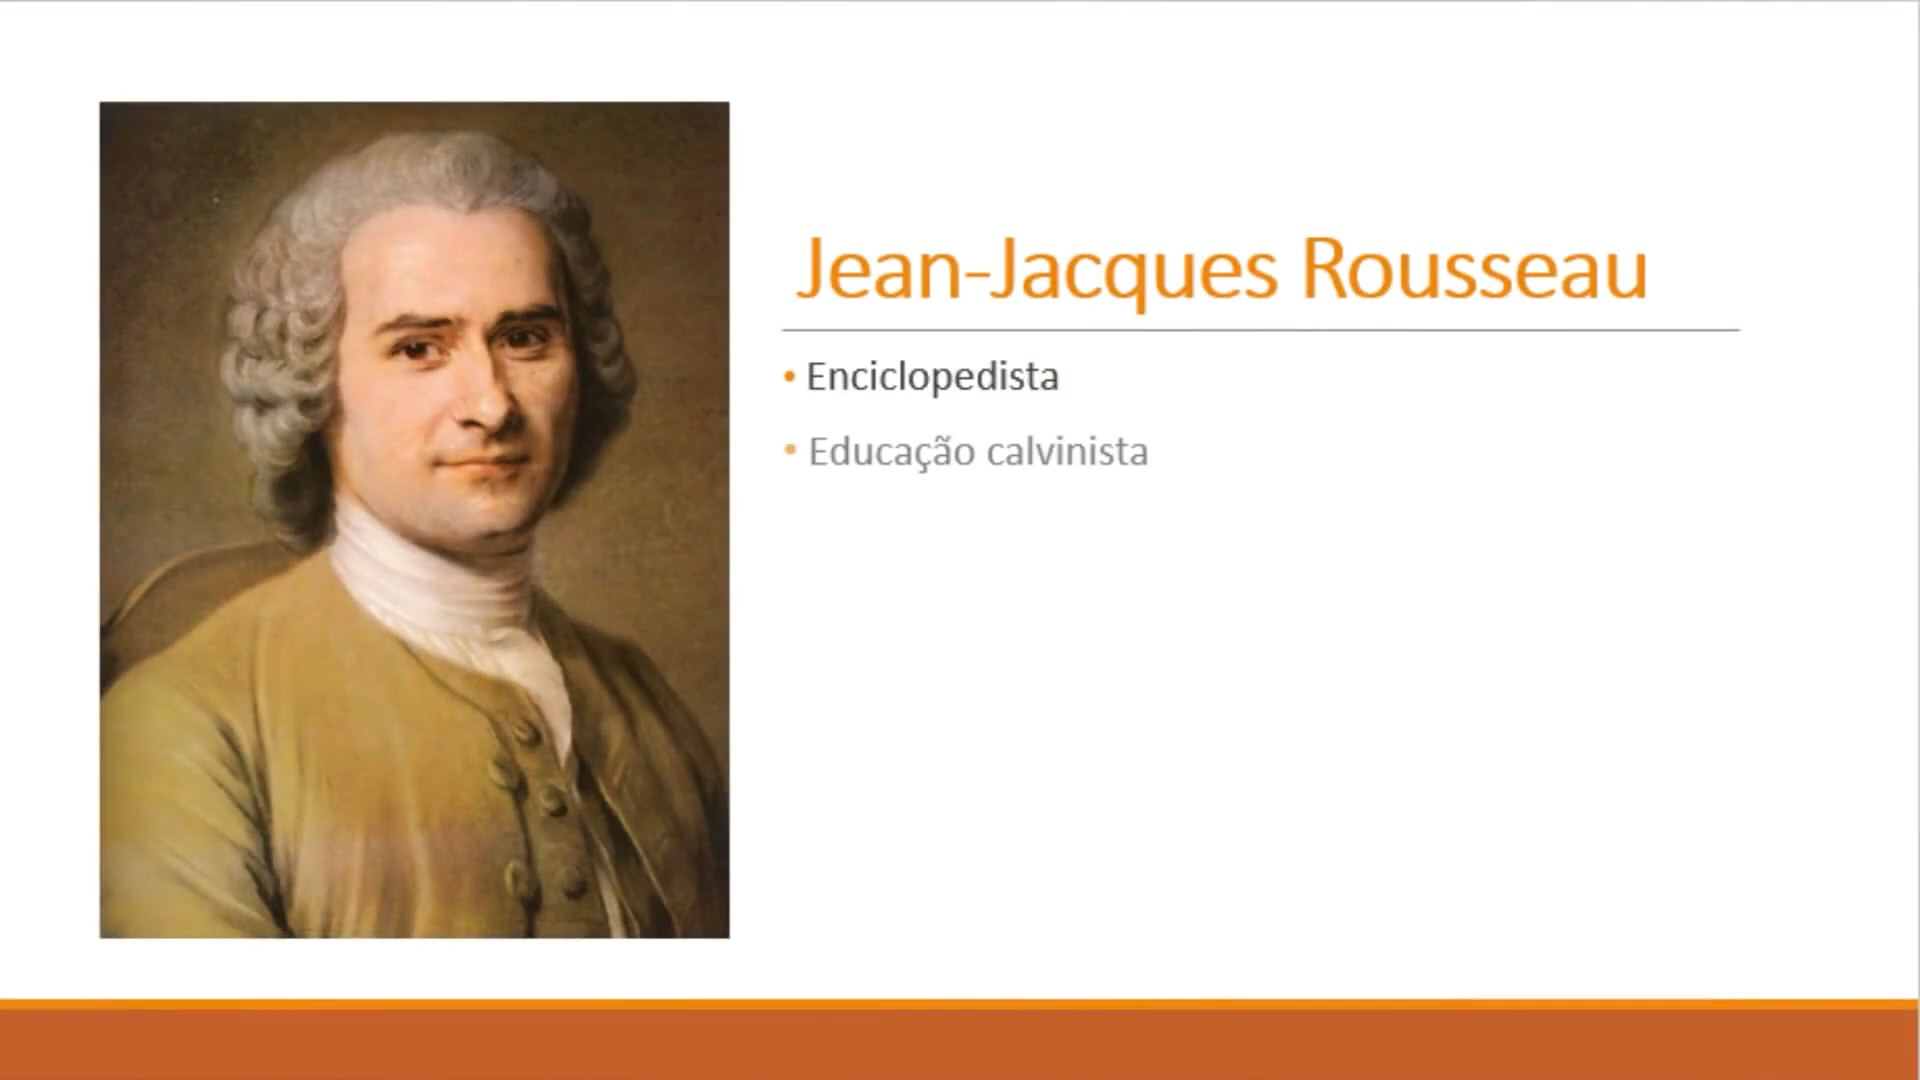 Jean-Jacques Rousseau
• Enciclopedista
• Educação calvinista